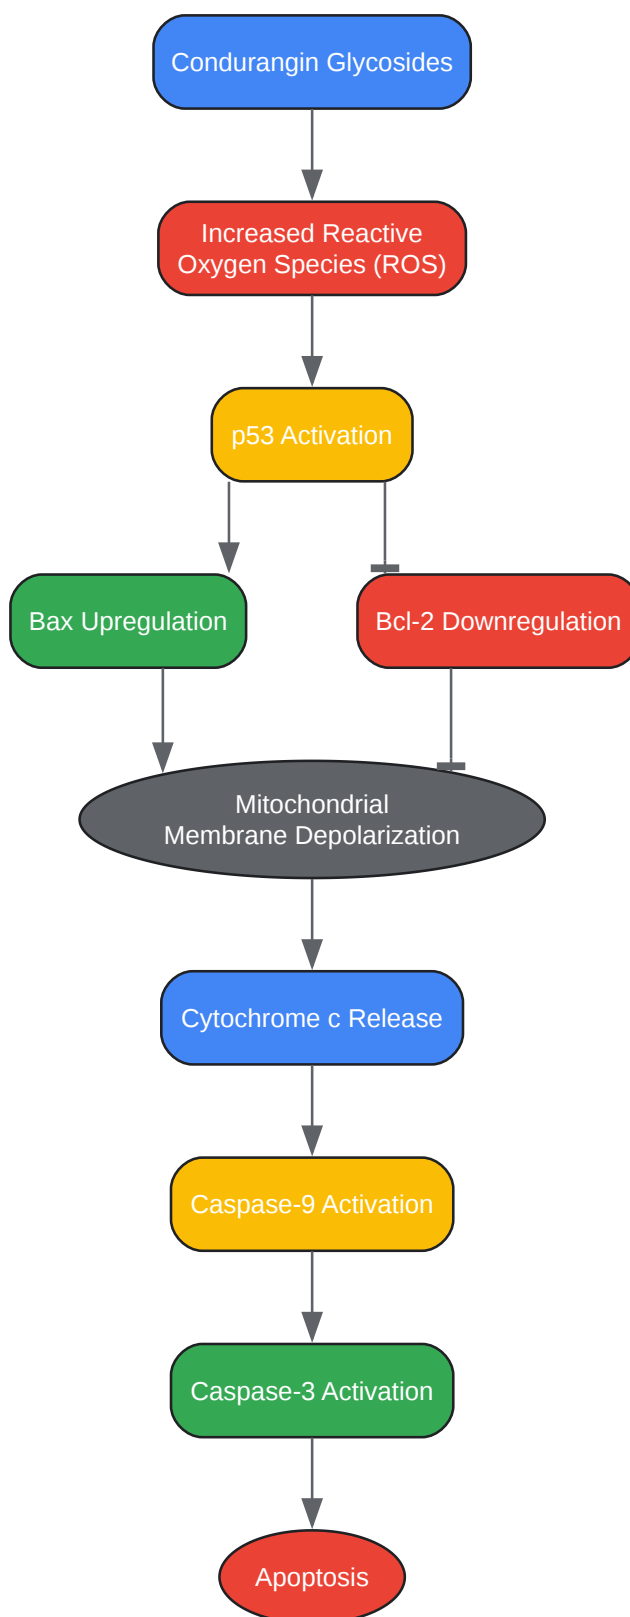 Condurangin Glycosides
Increased Reactive
Oxygen Species (ROS)
p53 Activation
Bax Upregulation
Bcl-2 Downregulation
Mitochondrial
Membrane Depolarization
Cytochrome c Release
Caspase-9 Activation
Caspase-3 Activation
Apoptosis